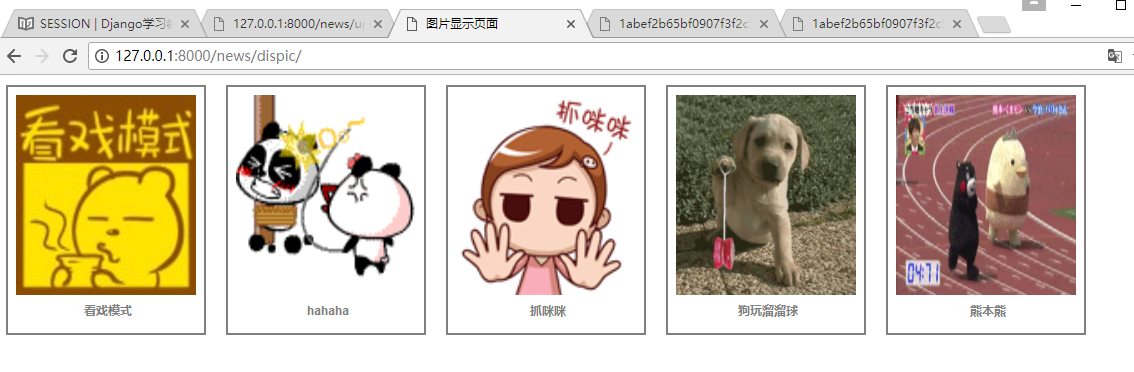 SESSION | Django学习
127.0.0.1:8000/news/u
图片显示页面
1abef2b65bf0907f3f2c
1abef2b65bf0907f3f2c
127.0.0.1:8000/news/dispic/
看戏模式
抓咪咪
04:71
看戏模式
hahaha
抓咪咪
狗玩溜溜球
熊本熊